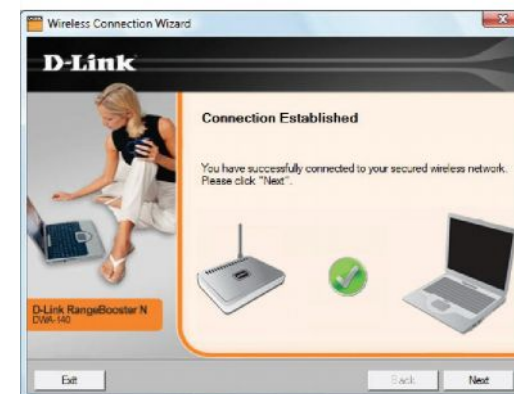 Wireless Connection Wizard
D-Link
Connection Established
You have successfully connected to your secured wireless network.
Please click "Next".
D-Link RangeBooster N
DWA-140
Exit
Back
Next